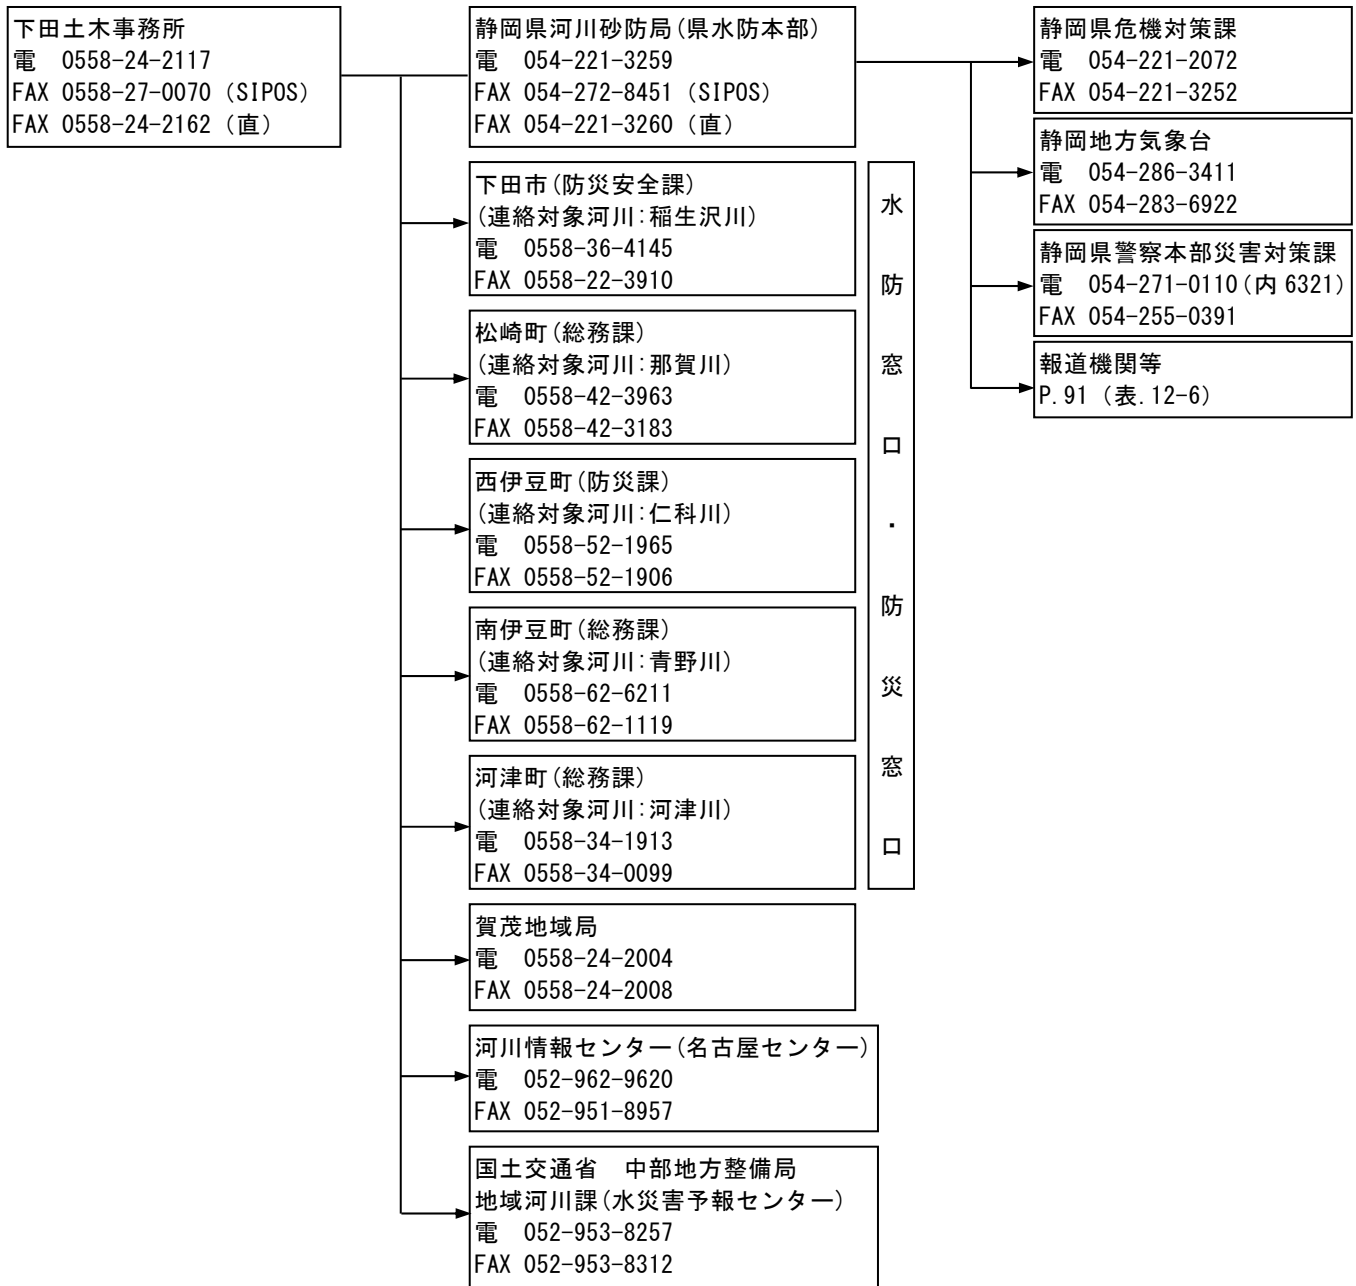 下田土木事務所
電　0558-24-2117
FAX 0558-27-0070 (SIPOS)
FAX 0558-24-2162（直）
静岡県河川砂防局(県水防本部)
電　054-221-3259
FAX 054-272-8451 (SIPOS)
FAX 054-221-3260（直）
静岡県危機対策課
電　054-221-2072
FAX 054-221-3252
静岡地方気象台
電　054-286-3411
FAX 054-283-6922
静岡県警察本部災害対策課
電　054-271-0110(内 6321)
FAX 054-255-0391
報道機関等
P.91（表.12-6）
下田市(防災安全課)
(連絡対象河川:稲生沢川)
電　0558-36-4145
FAX 0558-22-3910
松崎町(総務課)
(連絡対象河川:那賀川)
電　0558-42-3963
FAX 0558-42-3183
西伊豆町(防災課)
(連絡対象河川:仁科川)
電　0558-52-1965
FAX 0558-52-1906
南伊豆町(総務課)
(連絡対象河川:青野川)
電　0558-62-6211
FAX 0558-62-1119
河津町(総務課)
(連絡対象河川:河津川)
電　0558-34-1913
FAX 0558-34-0099
水防窓口・防災窓口
賀茂地域局
電　0558-24-2004
FAX 0558-24-2008
河川情報センター(名古屋センター)
電　052-962-9620
FAX 052-951-8957
国土交通省　中部地方整備局
地域河川課(水災害予報センター)
電　052-953-8257
FAX 052-953-8312